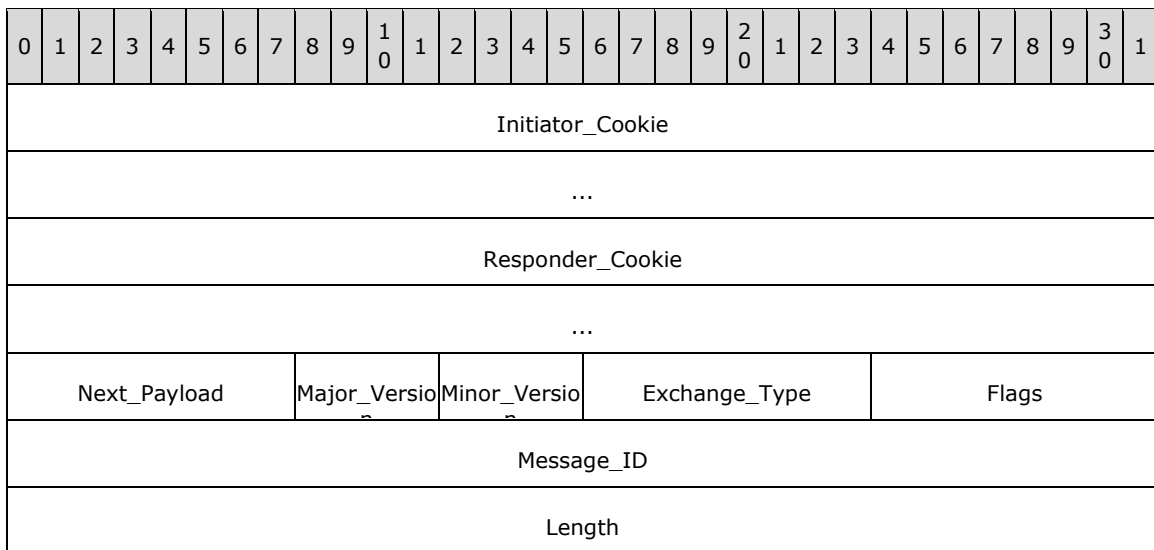 0 1 2 3 4 5 6 7 8 9 1 0 1 2 3 4 5 6 7 8 9 2 0 1 2 3 4 5 6 7 8 9 3 0 1
Initiator_Cookie
...
Responder_Cookie
...
Next_Payload Major_Version Minor_Version Exchange_Type Flags
Message_ID
Length